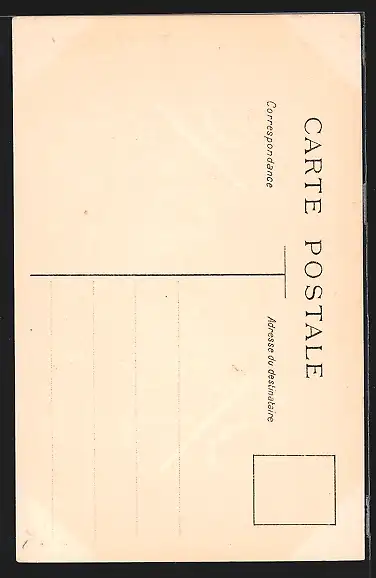 CARTE POSTALE
Correspondance
Adresse du destinataire